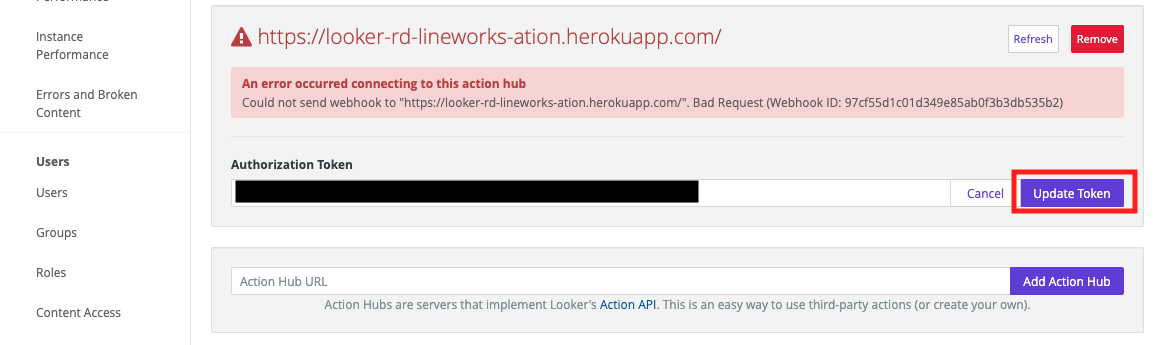 Instance
Performance
Errors and Broken
Content
Users
Users
Groups
Roles
Content Access
https://looker-rd-lineworks-ation.herokuapp.com/
Refresh
Remove
An error occurred connecting to this action hub
Could not send webhook to "https://looker-rd-lineworks-ation.herokuapp.com/". Bad Request (Webhook ID: 97cf55d1c01d349e85ab0f3b3db535b2)
Authorization Token
Cancel
Update Token
Action Hub URL
Add Action Hub
Action Hubs are servers that implement Looker's Action API. This is an easy way to use third-party actions (or create your own).